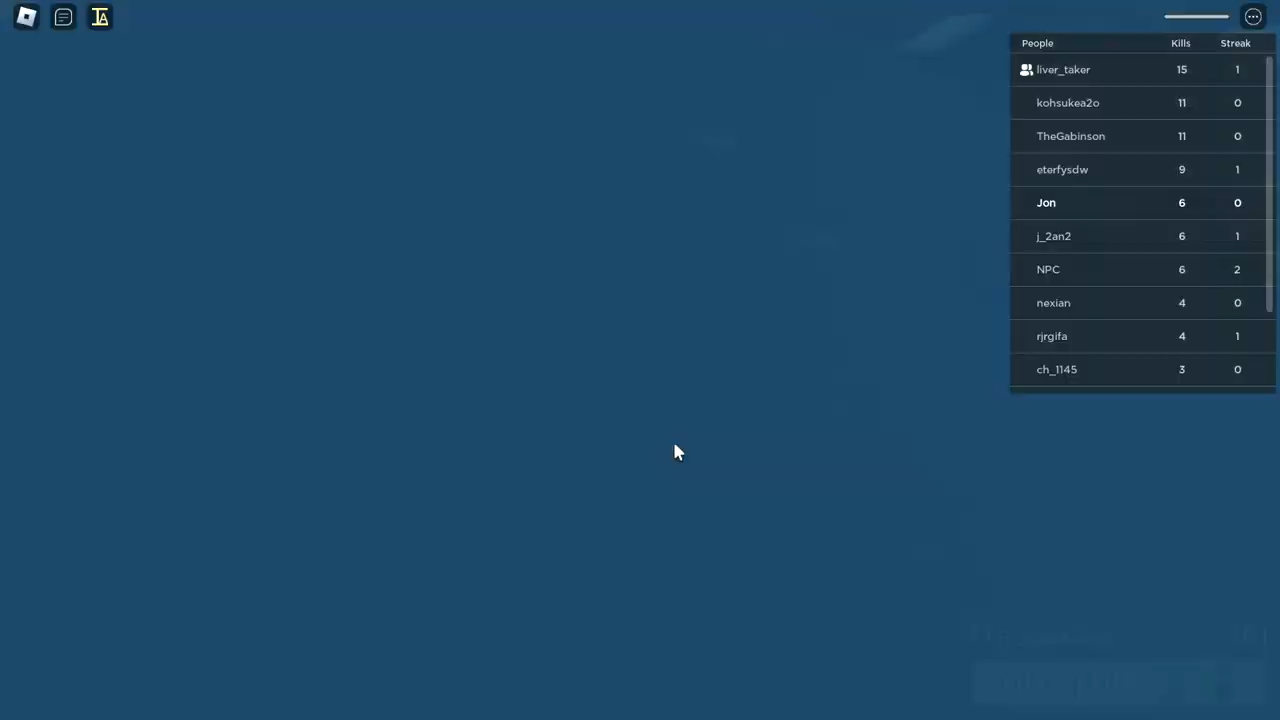 TA
People Kills Streak
liver_taker 15 1
kohsukea2o 11 0
TheGabinson 11 0
eterfysdw 9 1
Jon 6 0
j_2an2 6 1
NPC 6 2
nexian 4 0
rjrgifa 4 1
ch_1145 3 0